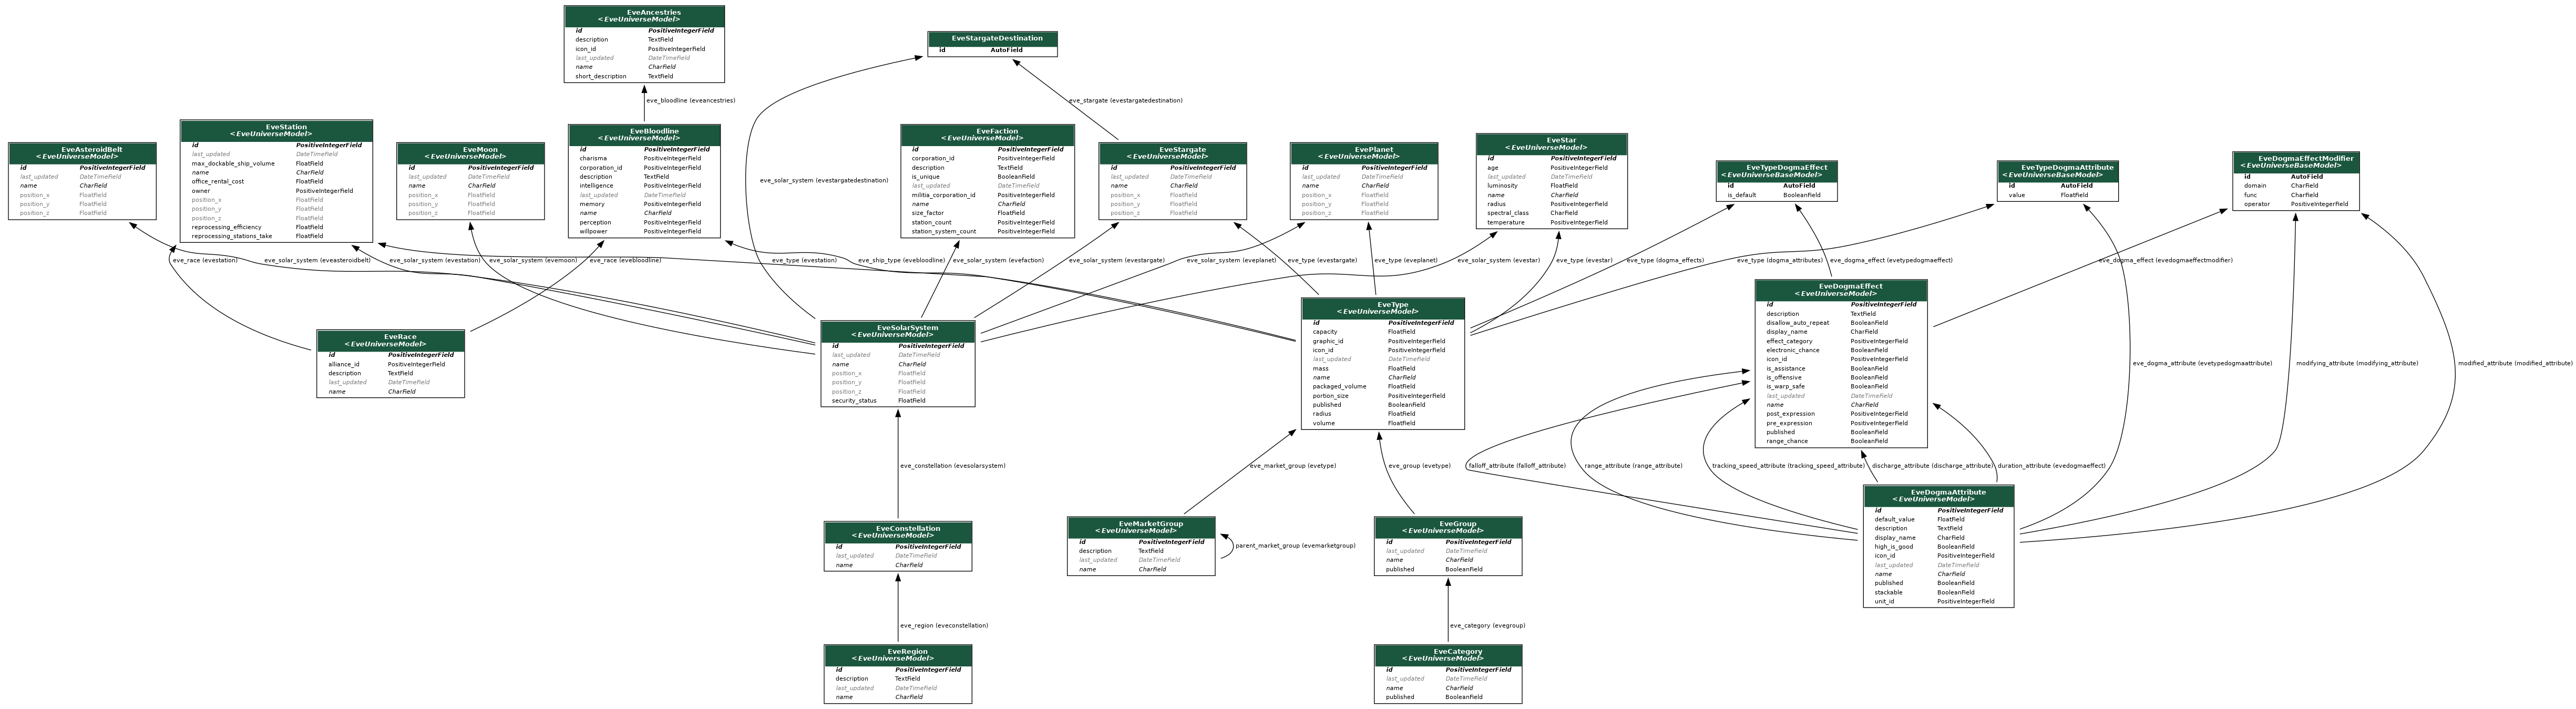 EveAncestries
<EveUniverseModel>
id PositiveIntegerField
description TextField
icon_id PositiveIntegerField
last_updated DateTimeField
name CharField
short_description TextField
EveStargateDestination
id AutoField
eve_bloodline (eveancestries)
eve_stargate (evestargatedestination)
EveAsteroidBelt
<EveUniverseModel>
id PositiveIntegerField
last_updated DateTimeField
name CharField
position_x FloatField
position_y FloatField
position_z FloatField
EveStation
<EveUniverseModel>
id PositiveIntegerField
last_updated DateTimeField
max_dockable_ship_volume FloatField
name CharField
office_rental_cost FloatField
owner PositiveIntegerField
position_x FloatField
position_y FloatField
position_z FloatField
reprocessing_efficiency FloatField
reprocessing_stations_take FloatField
EveMoon
<EveUniverseModel>
id PositiveIntegerField
last_updated DateTimeField
name CharField
position_x FloatField
position_y FloatField
position_z FloatField
EveBloodline
<EveUniverseModel>
id PositiveIntegerField
charisma PositiveIntegerField
corporation_id PositiveIntegerField
description TextField
intelligence PositiveIntegerField
last_updated DateTimeField
memory PositiveIntegerField
name CharField
perception PositiveIntegerField
willpower PositiveIntegerField
eve_solar_system (evestargatedestination)
EveFaction
<EveUniverseModel>
id PositiveIntegerField
corporation_id PositiveIntegerField
description TextField
is_unique BooleanField
last_updated DateTimeField
militia_corporation_id PositiveIntegerField
name CharField
size_factor FloatField
station_count PositiveIntegerField
station_system_count PositiveIntegerField
EveStargate
<EveUniverseModel>
id PositiveIntegerField
last_updated DateTimeField
name CharField
position_x FloatField
position_y FloatField
position_z FloatField
EvePlanet
<EveUniverseModel>
id PositiveIntegerField
last_updated DateTimeField
name CharField
position_x FloatField
position_y FloatField
position_z FloatField
EveStar
<EveUniverseModel>
id PositiveIntegerField
age PositiveIntegerField
last_updated DateTimeField
luminosity FloatField
name CharField
radius PositiveIntegerField
spectral_class CharField
temperature PositiveIntegerField
EveTypeDogmaEffect
<EveUniverseBaseModel>
id AutoField
is_default BooleanField
EveTypeDogmaAttribute
<EveUniverseBaseModel>
id AutoField
value FloatField
EveDogmaEffectModifier
<EveUniverseBaseModel>
id AutoField
domain CharField
func CharField
operator PositiveIntegerField
eve_race (evestation)
eve_solar_system (eveasteroidbelt)
eve_solar_system (evestation)
eve_solar_system (evemoon)
eve_race (evebloodline)
eve_type (evestation)
eve_ship_type (evebloodline)
eve_solar_system (evefaction)
eve_solar_system (evestargate)
eve_solar_system (eveplanet)
eve_type (evestargate)
eve_type (eveplanet)
eve_solar_system (evestar)
eve_type (evestar)
eve_type (dogma_effects)
eve_type (dogma_attributes)
eve_dogma_effect (evetypedogmaeffect)
eve_dogma_effect (evedogmaeffectmodifier)
EveRace
<EveUniverseModel>
id PositiveIntegerField
alliance_id PositiveIntegerField
description TextField
last_updated DateTimeField
name CharField
EveSolarSystem
<EveUniverseModel>
id PositiveIntegerField
last_updated DateTimeField
name CharField
position_x FloatField
position_y FloatField
position_z FloatField
security_status FloatField
EveType
<EveUniverseModel>
id PositiveIntegerField
capacity FloatField
graphic_id PositiveIntegerField
icon_id PositiveIntegerField
last_updated DateTimeField
mass FloatField
name CharField
packaged_volume FloatField
portion_size PositiveIntegerField
published BooleanField
radius FloatField
volume FloatField
EveDogmaEffect
<EveUniverseModel>
id PositiveIntegerField
description TextField
disallow_auto_repeat BooleanField
display_name CharField
effect_category PositiveIntegerField
electronic_chance BooleanField
icon_id PositiveIntegerField
is_assistance BooleanField
is_offensive BooleanField
is_warp_safe BooleanField
last_updated DateTimeField
name CharField
post_expression PositiveIntegerField
pre_expression PositiveIntegerField
published BooleanField
range_chance BooleanField
eve_dogma_attribute (evetypedogmaattribute)
modifying_attribute (modifying_attribute)
modified_attribute (modified_attribute)
eve_constellation (evesolarsystem)
eve_market_group (evetype)
eve_group (evetype)
falloff_attribute (falloff_attribute)
range_attribute (range_attribute)
tracking_speed_attribute (tracking_speed_attribute)
discharge_attribute (discharge_attribute)
duration_attribute (evedogmaeffect)
EveConstellation
<EveUniverseModel>
id PositiveIntegerField
last_updated DateTimeField
name CharField
EveMarketGroup
<EveUniverseModel>
id PositiveIntegerField
description TextField
last_updated DateTimeField
name CharField
parent_market_group (evemarketgroup)
EveGroup
<EveUniverseModel>
id PositiveIntegerField
last_updated DateTimeField
name CharField
published BooleanField
EveDogmaAttribute
<EveUniverseModel>
id PositiveIntegerField
default_value FloatField
description TextField
display_name CharField
high_is_good BooleanField
icon_id PositiveIntegerField
last_updated DateTimeField
name CharField
published BooleanField
stackable BooleanField
unit_id PositiveIntegerField
eve_region (eveconstellation)
eve_category (evegroup)
EveRegion
<EveUniverseModel>
id PositiveIntegerField
description TextField
last_updated DateTimeField
name CharField
EveCategory
<EveUniverseModel>
id PositiveIntegerField
last_updated DateTimeField
name CharField
published BooleanField